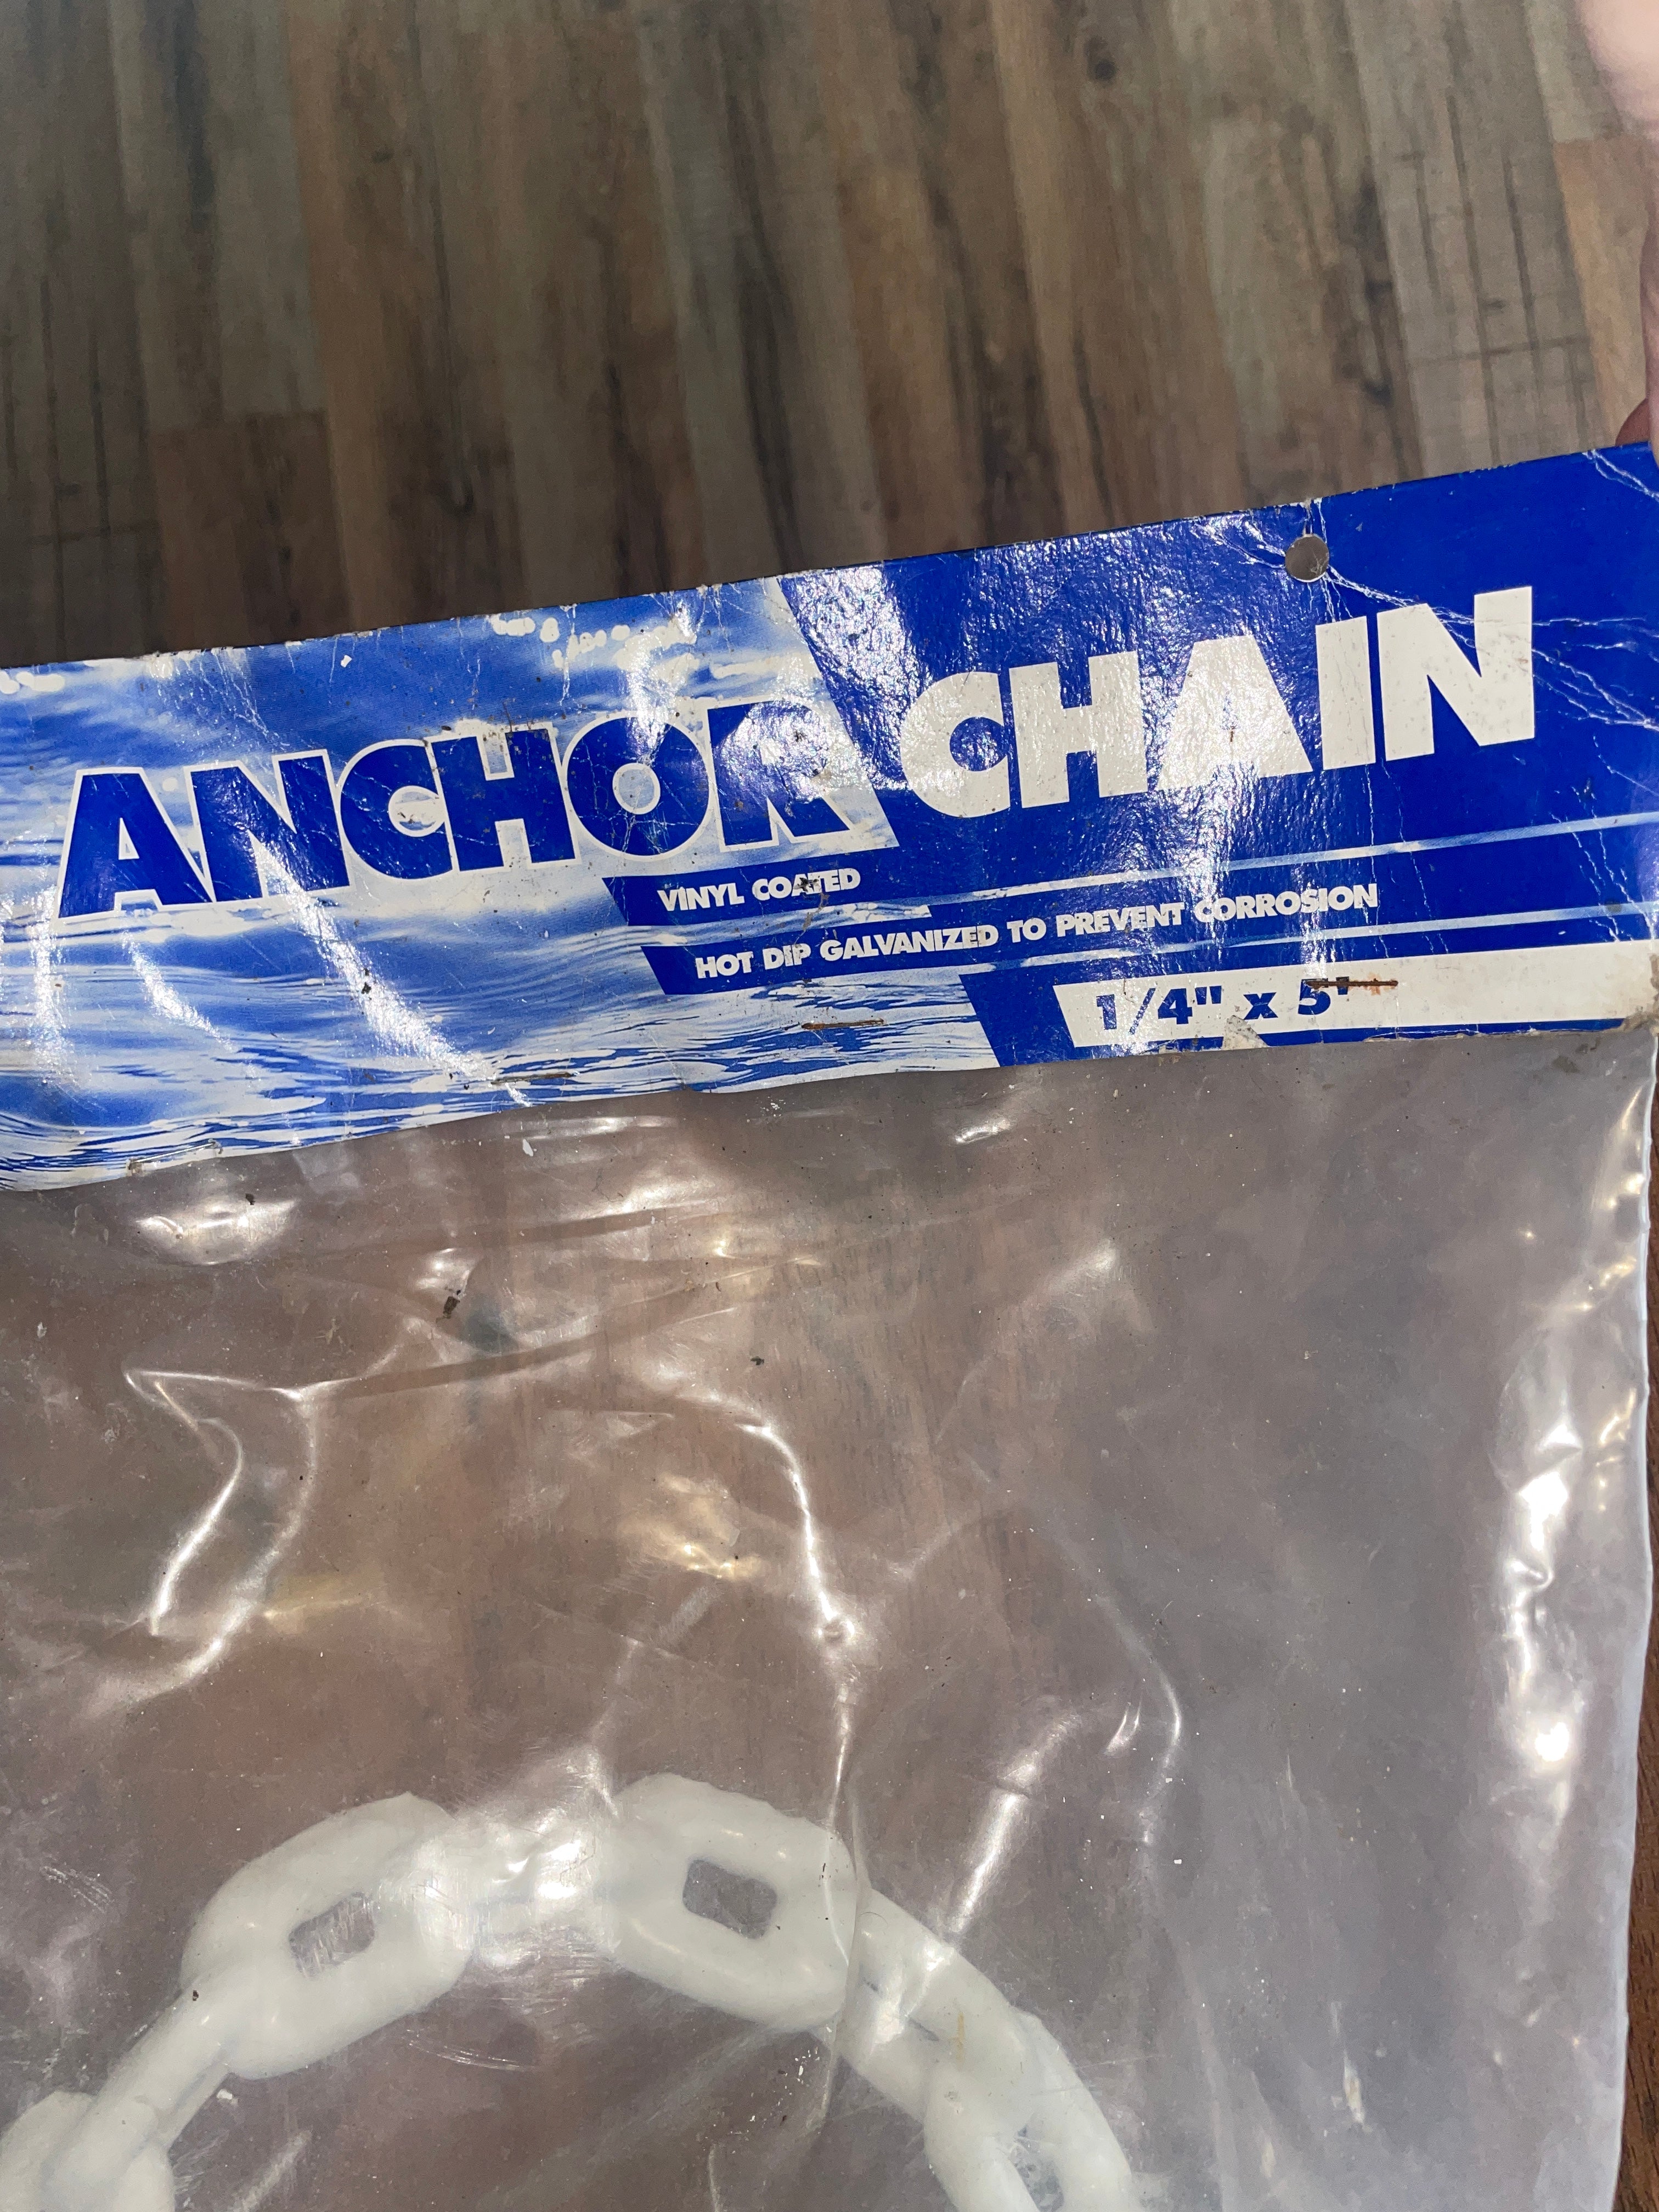 ANCHOR CHAIN
VINYL COATED
HOT DIP GALVANIZED TO PREVENT CORROSION
1/4" x 5'